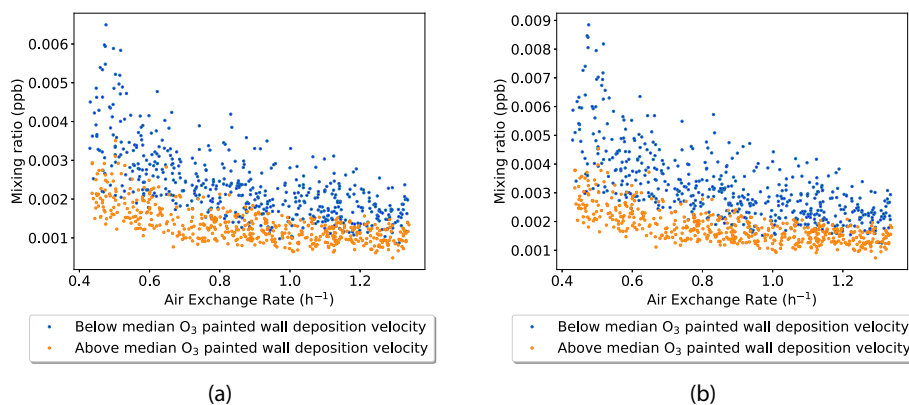 0.006
0.005
0.004
0.003
0.002
0.001
Mixing ratio (ppb)
0.4 0.6 0.8 1.0 1.2
Air Exchange Rate (h⁻¹)
Below median O₃ painted wall deposition velocity
Above median O₃ painted wall deposition velocity
(a)
0.009
0.008
0.007
0.006
0.005
0.004
0.003
0.002
0.001
Mixing ratio (ppb)
0.4 0.6 0.8 1.0 1.2
Air Exchange Rate (h⁻¹)
Below median O₃ painted wall deposition velocity
Above median O₃ painted wall deposition velocity
(b)